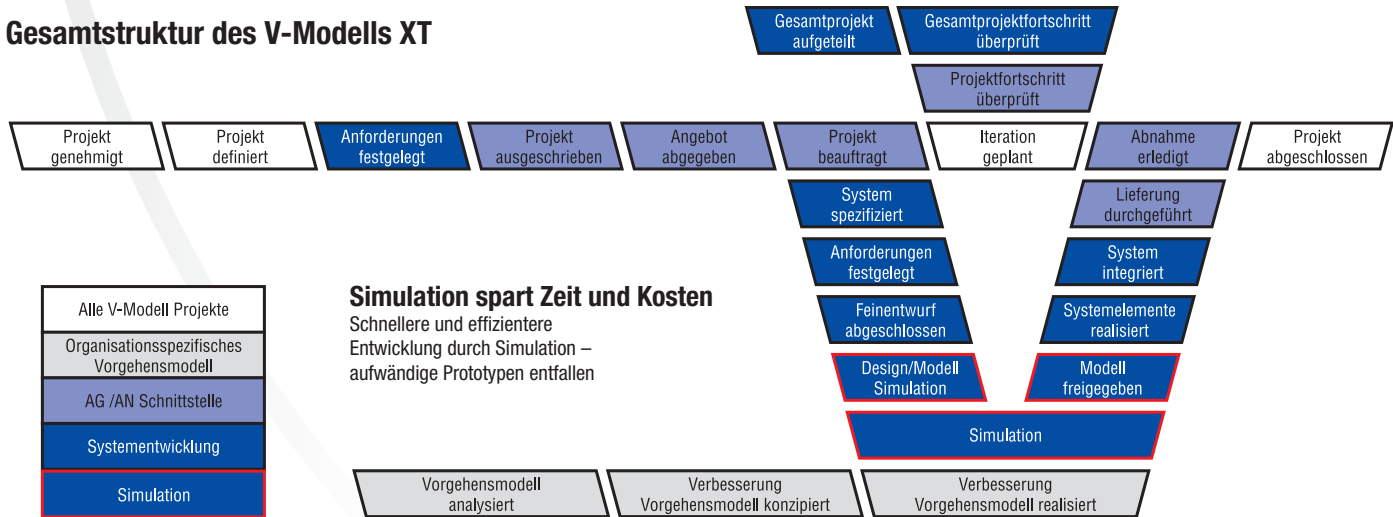 Gesamtstruktur des V-Modells XT
Gesamtprojekt
aufgeteilt
Gesamtprojektfortschritt
überprüft
Projektfortschritt
überprüft
Projekt
genehmigt
Projekt
definiert
Anforderungen
festgelegt
Projekt
ausgeschrieben
Angebot
abgegeben
Projekt
beauftragt
Iteration
geplant
Abnahme
erledigt
Projekt
abgeschlossen
System
spezifiziert
Lieferung
durchgeführt
Anforderungen
festgelegt
System
integriert
Feinentwurf
abgeschlossen
Systemelemente
realisiert
Design/Modell
Simulation
Modell
freigegeben
Simulation
Alle V-Modell Projekte
Organisationsspezifisches
Vorgehensmodell
AG /AN Schnittstelle
Systementwicklung
Simulation
Simulation spart Zeit und Kosten
Schnellere und effizientere
Entwicklung durch Simulation –
aufwändige Prototypen entfallen
Vorgehensmodell
analysiert
Verbesserung
Vorgehensmodell konzipiert
Verbesserung
Vorgehensmodell realisiert